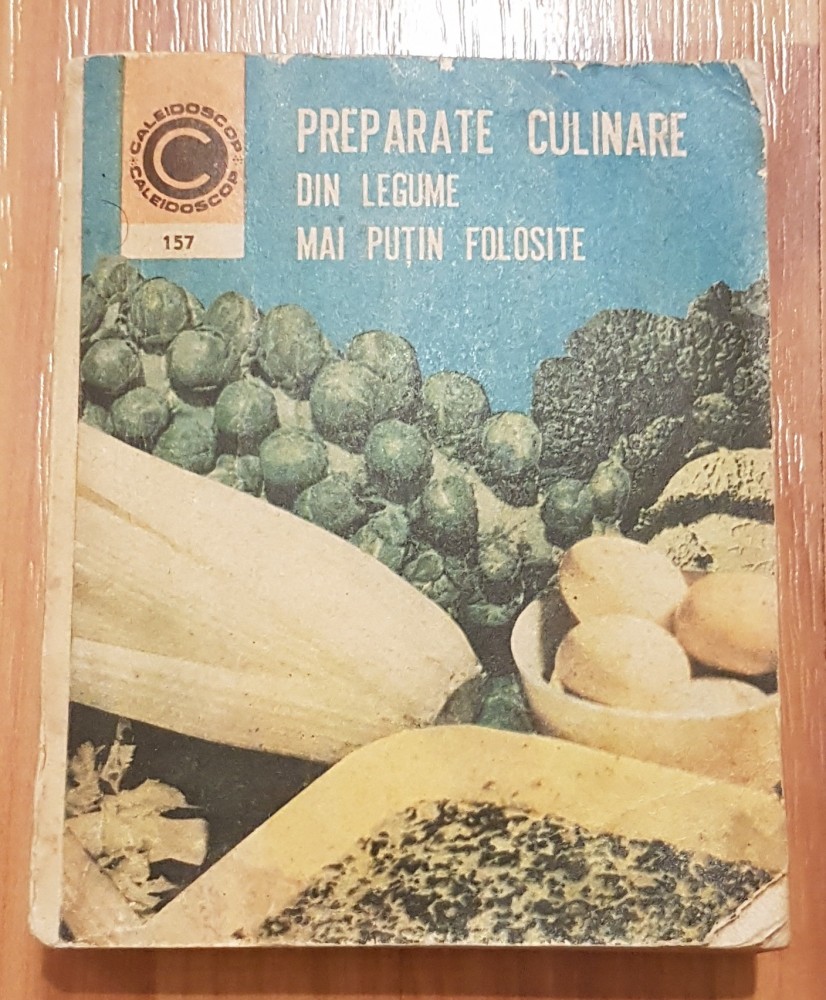 CALEIDOSCOP
C
CALEIDOSCOP
157
PREPARATE CULINARE
DIN LEGUME
MAI PUȚIN FOLOSITE